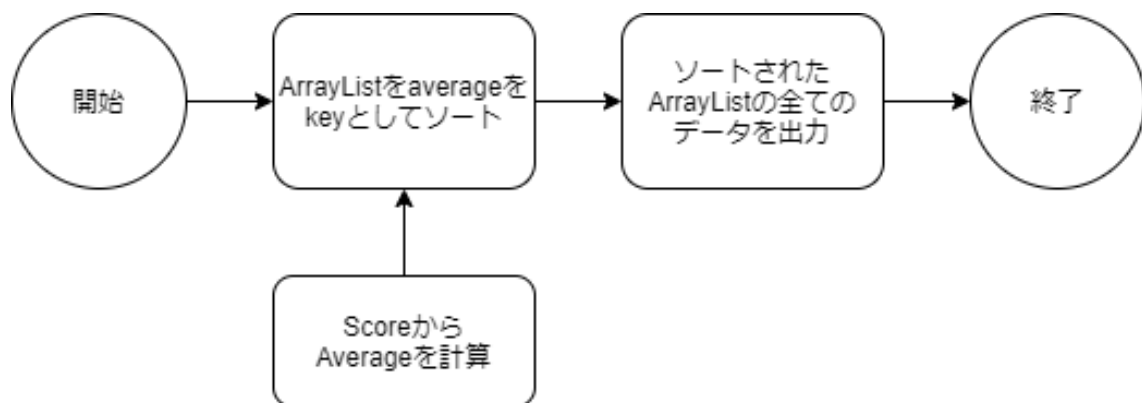 開始
ArrayListをaverageを
keyとしてソート
ソートされた
ArrayListの全ての
データを出力
終了
Scoreから
Averageを計算